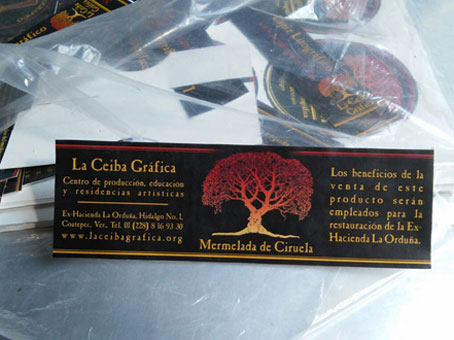 La Ceiba Gráfica
Centro de producción, educación
y residencias artísticas
Ex-Hacienda La Orduña, Hidalgo No. 1,
Coatepec, Ver., Tel. 01 (228) 8 16 93 30
www.laceibagrafica.org
Mermelada de Ciruela
Los beneficios de la
venta de este
producto serán
empleados para la
restauración de la Ex-
Hacienda La Orduña.
La Ceiba